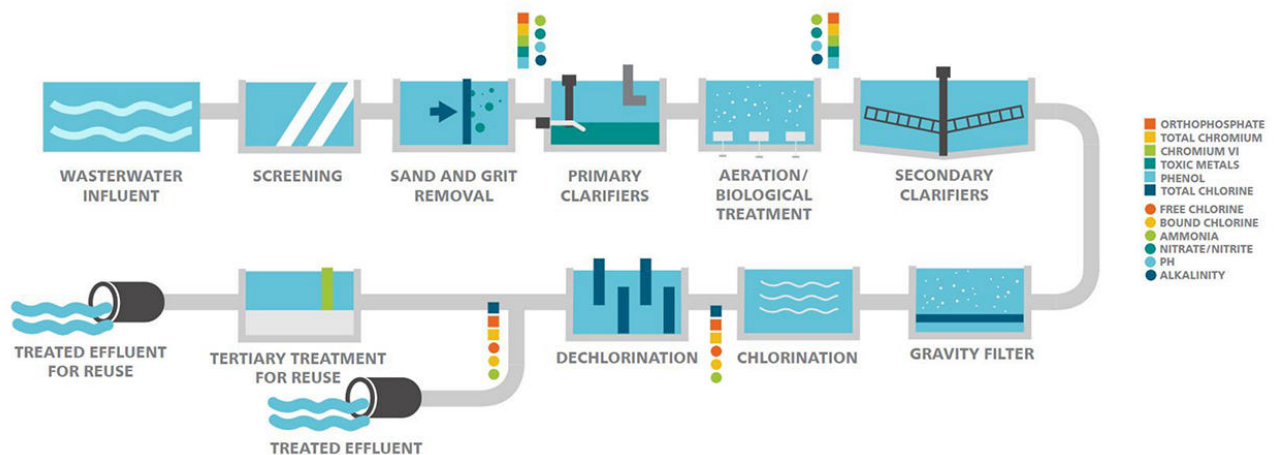 WASTERWATER
INFLUENT
SCREENING
SAND AND GRIT
REMOVAL
PRIMARY
CLARIFIERS
AERATION/
BIOLOGICAL
TREATMENT
SECONDARY
CLARIFIERS
ORTHOPHOSPHATE
TOTAL CHROMIUM
CHROMIUM VI
TOXIC METALS
PHENOL
TOTAL CHLORINE
FREE CHLORINE
BOUND CHLORINE
AMMONIA
NITRATE/NITRITE
PH
ALKALINITY
TREATED EFFLUENT
FOR REUSE
TERTIARY TREATMENT
FOR REUSE
DECHLORINATION
CHLORINATION
GRAVITY FILTER
TREATED EFFLUENT